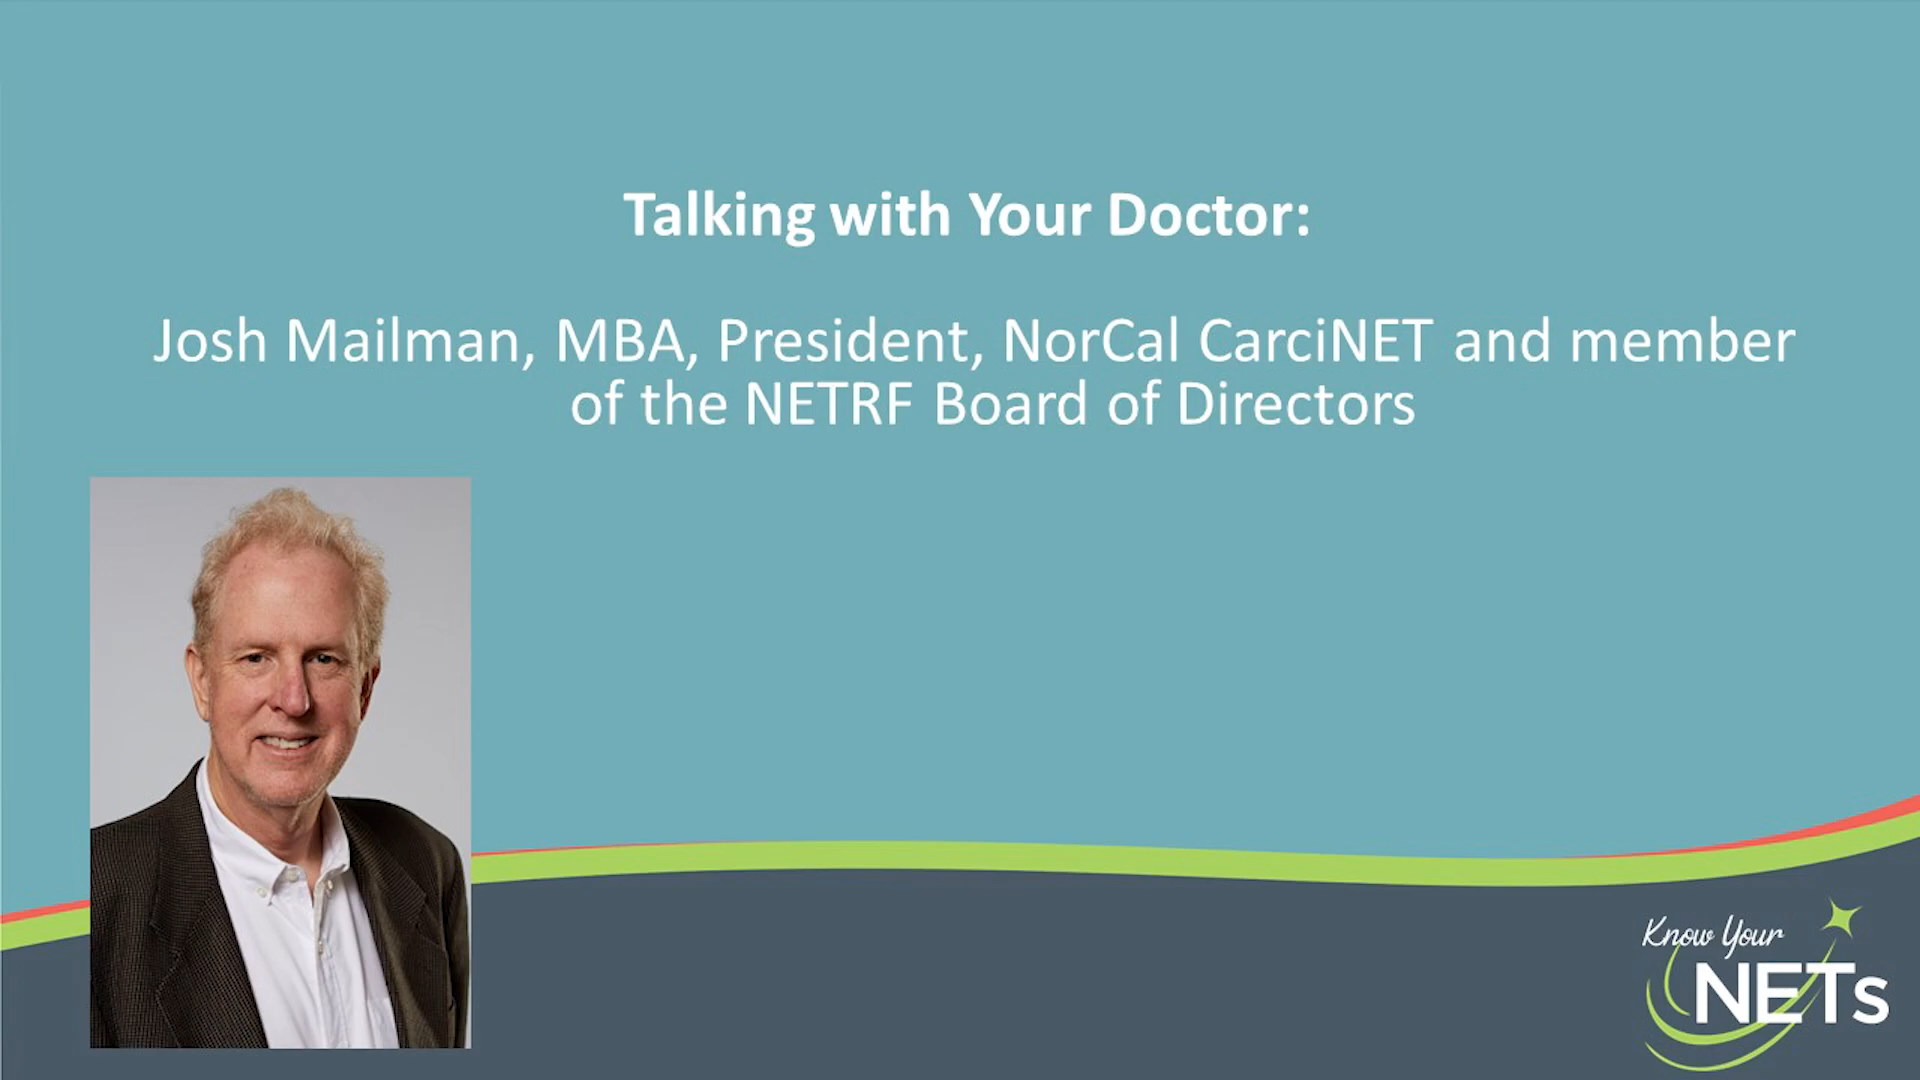 Talking with Your Doctor:
Josh Mailman, MBA, President, NorCal CarciNET and member
of the NETRF Board of Directors
Know Your
NETs